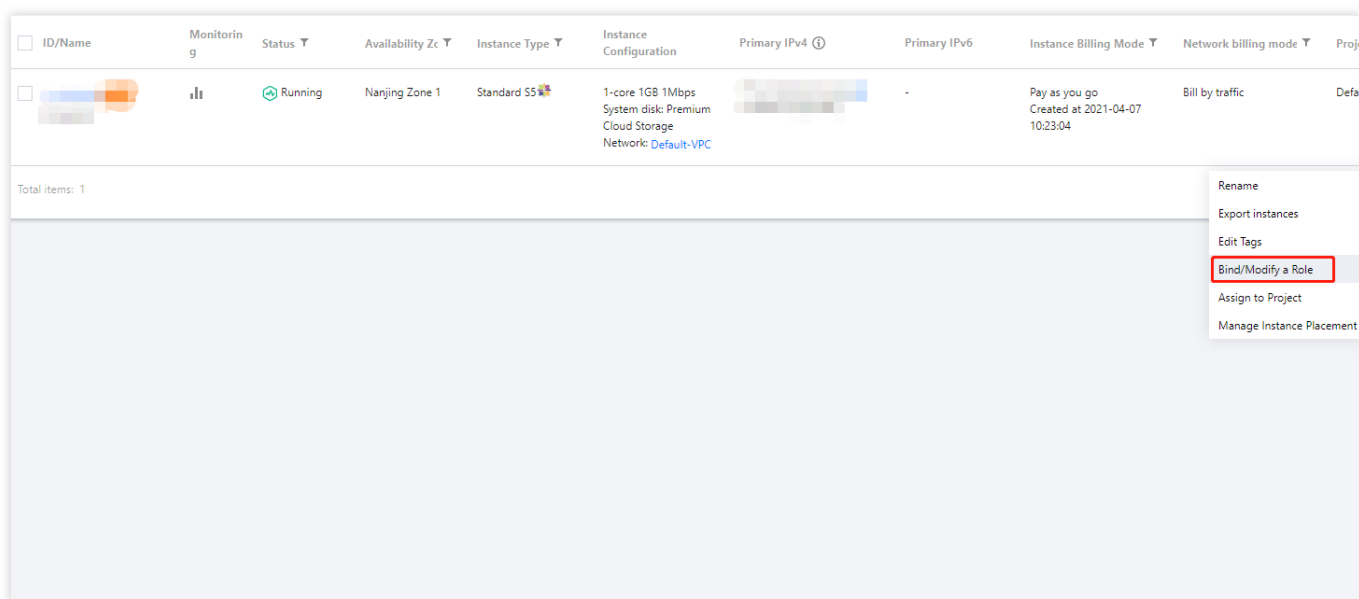 ID/Name
Monitorin
g
Status
Availability Zc
Instance Type
Instance
Configuration
Primary IPv4
Primary IPv6
Instance Billing Mode
Network billing mode
Proje
Running
Nanjing Zone 1
Standard S5
1-core 1GB 1Mbps
System disk: Premium
Cloud Storage
Network: Default-VPC
-
Pay as you go
Created at 2021-04-07
10:23:04
Bill by traffic
Defa
Total items: 1
Rename
Export instances
Edit Tags
Bind/Modify a Role
Assign to Project
Manage Instance Placement